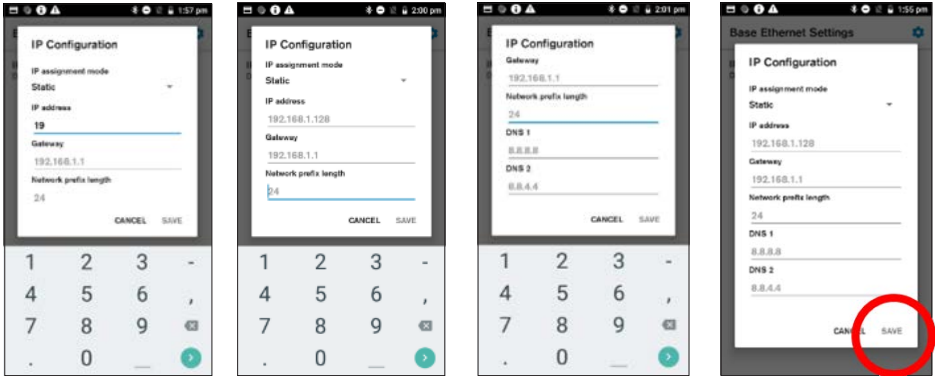 1:57 pm
IP Configuration
IP assignment mode
Static
IP address
19
Gateway
192.168.1.1
Network prefix length
24
CANCEL SAVE
1 2 3 -
4 5 6 ,
7 8 9
. 0 _
2:00 pm
IP Configuration
IP assignment mode
Static
IP address
192.168.1.128
Gateway
192.168.1.1
Network prefix length
24
CANCEL SAVE
1 2 3 -
4 5 6 ,
7 8 9
. 0 _
2:01 pm
IP Configuration
Gateway
192.168.1.1
Network prefix length
24
DNS 1
8.8.8.8
DNS 2
8.8.4.4
CANCEL SAVE
1 2 3 -
4 5 6 ,
7 8 9
. 0 _
1:56 pm
Base Ethernet Settings
IP Configuration
IP assignment mode
Static
IP address
192.168.1.128
Gateway
192.168.1.1
Network prefix length
24
DNS 1
8.8.8.8
DNS 2
8.8.4.4
CANCEL SAVE